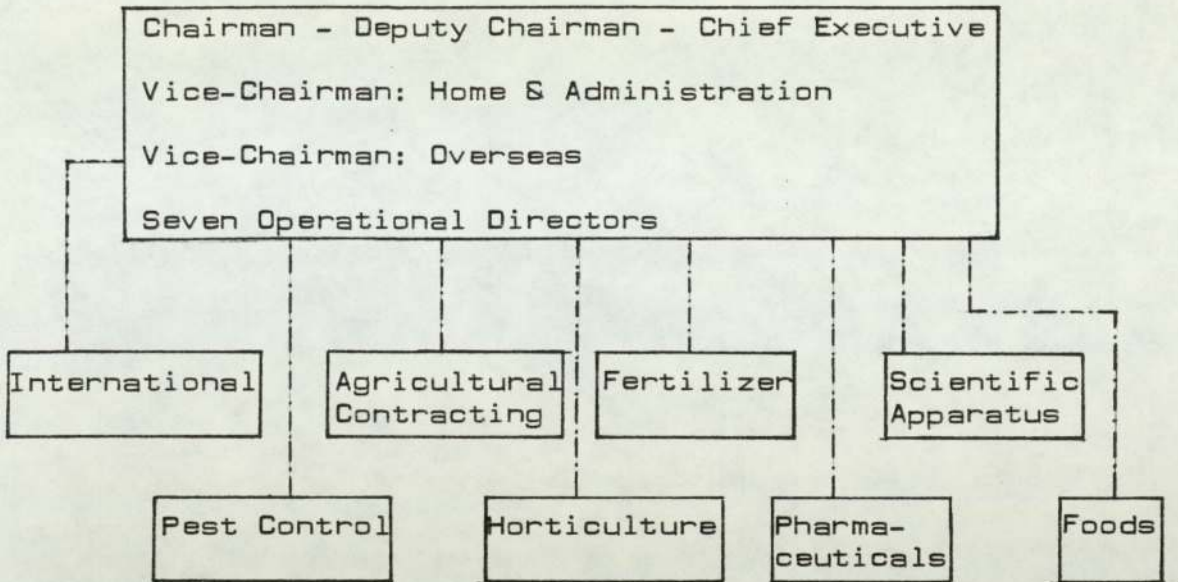 Chairman - Deputy Chairman - Chief Executive
Vice-Chairman: Home & Administration
Vice-Chairman: Overseas
Seven Operational Directors
International
Agricultural
Contracting
Fertilizer
Scientific
Apparatus
Pest Control
Horticulture
Pharma-
ceuticals
Foods